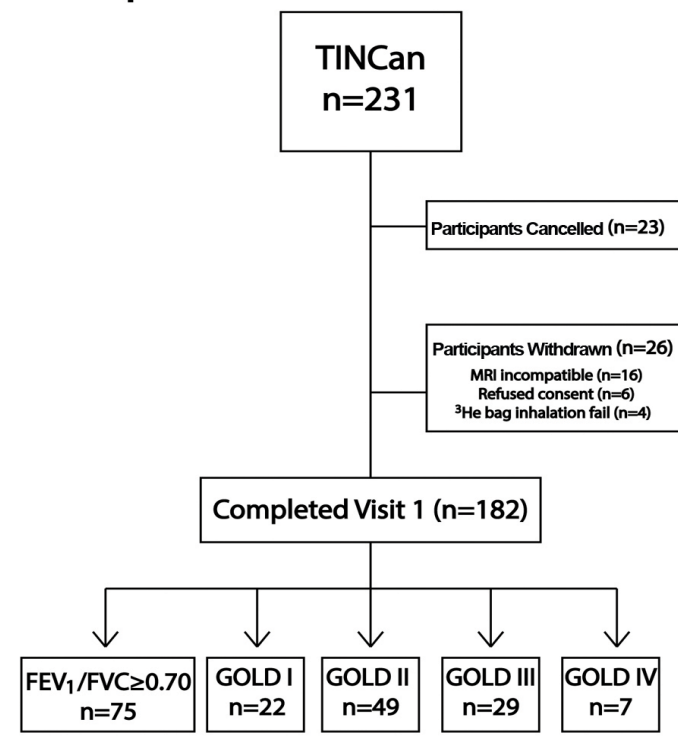 TINCan
n=231
Participants Cancelled (n=23)
Participants Withdrawn (n=26)
MRI incompatible (n=16)
Refused consent (n=6)
³He bag inhalation fail (n=4)
Completed Visit 1 (n=182)
FEV₁/FVC≥0.70
n=75
GOLD I
n=22
GOLD II
n=49
GOLD III
n=29
GOLD IV
n=7